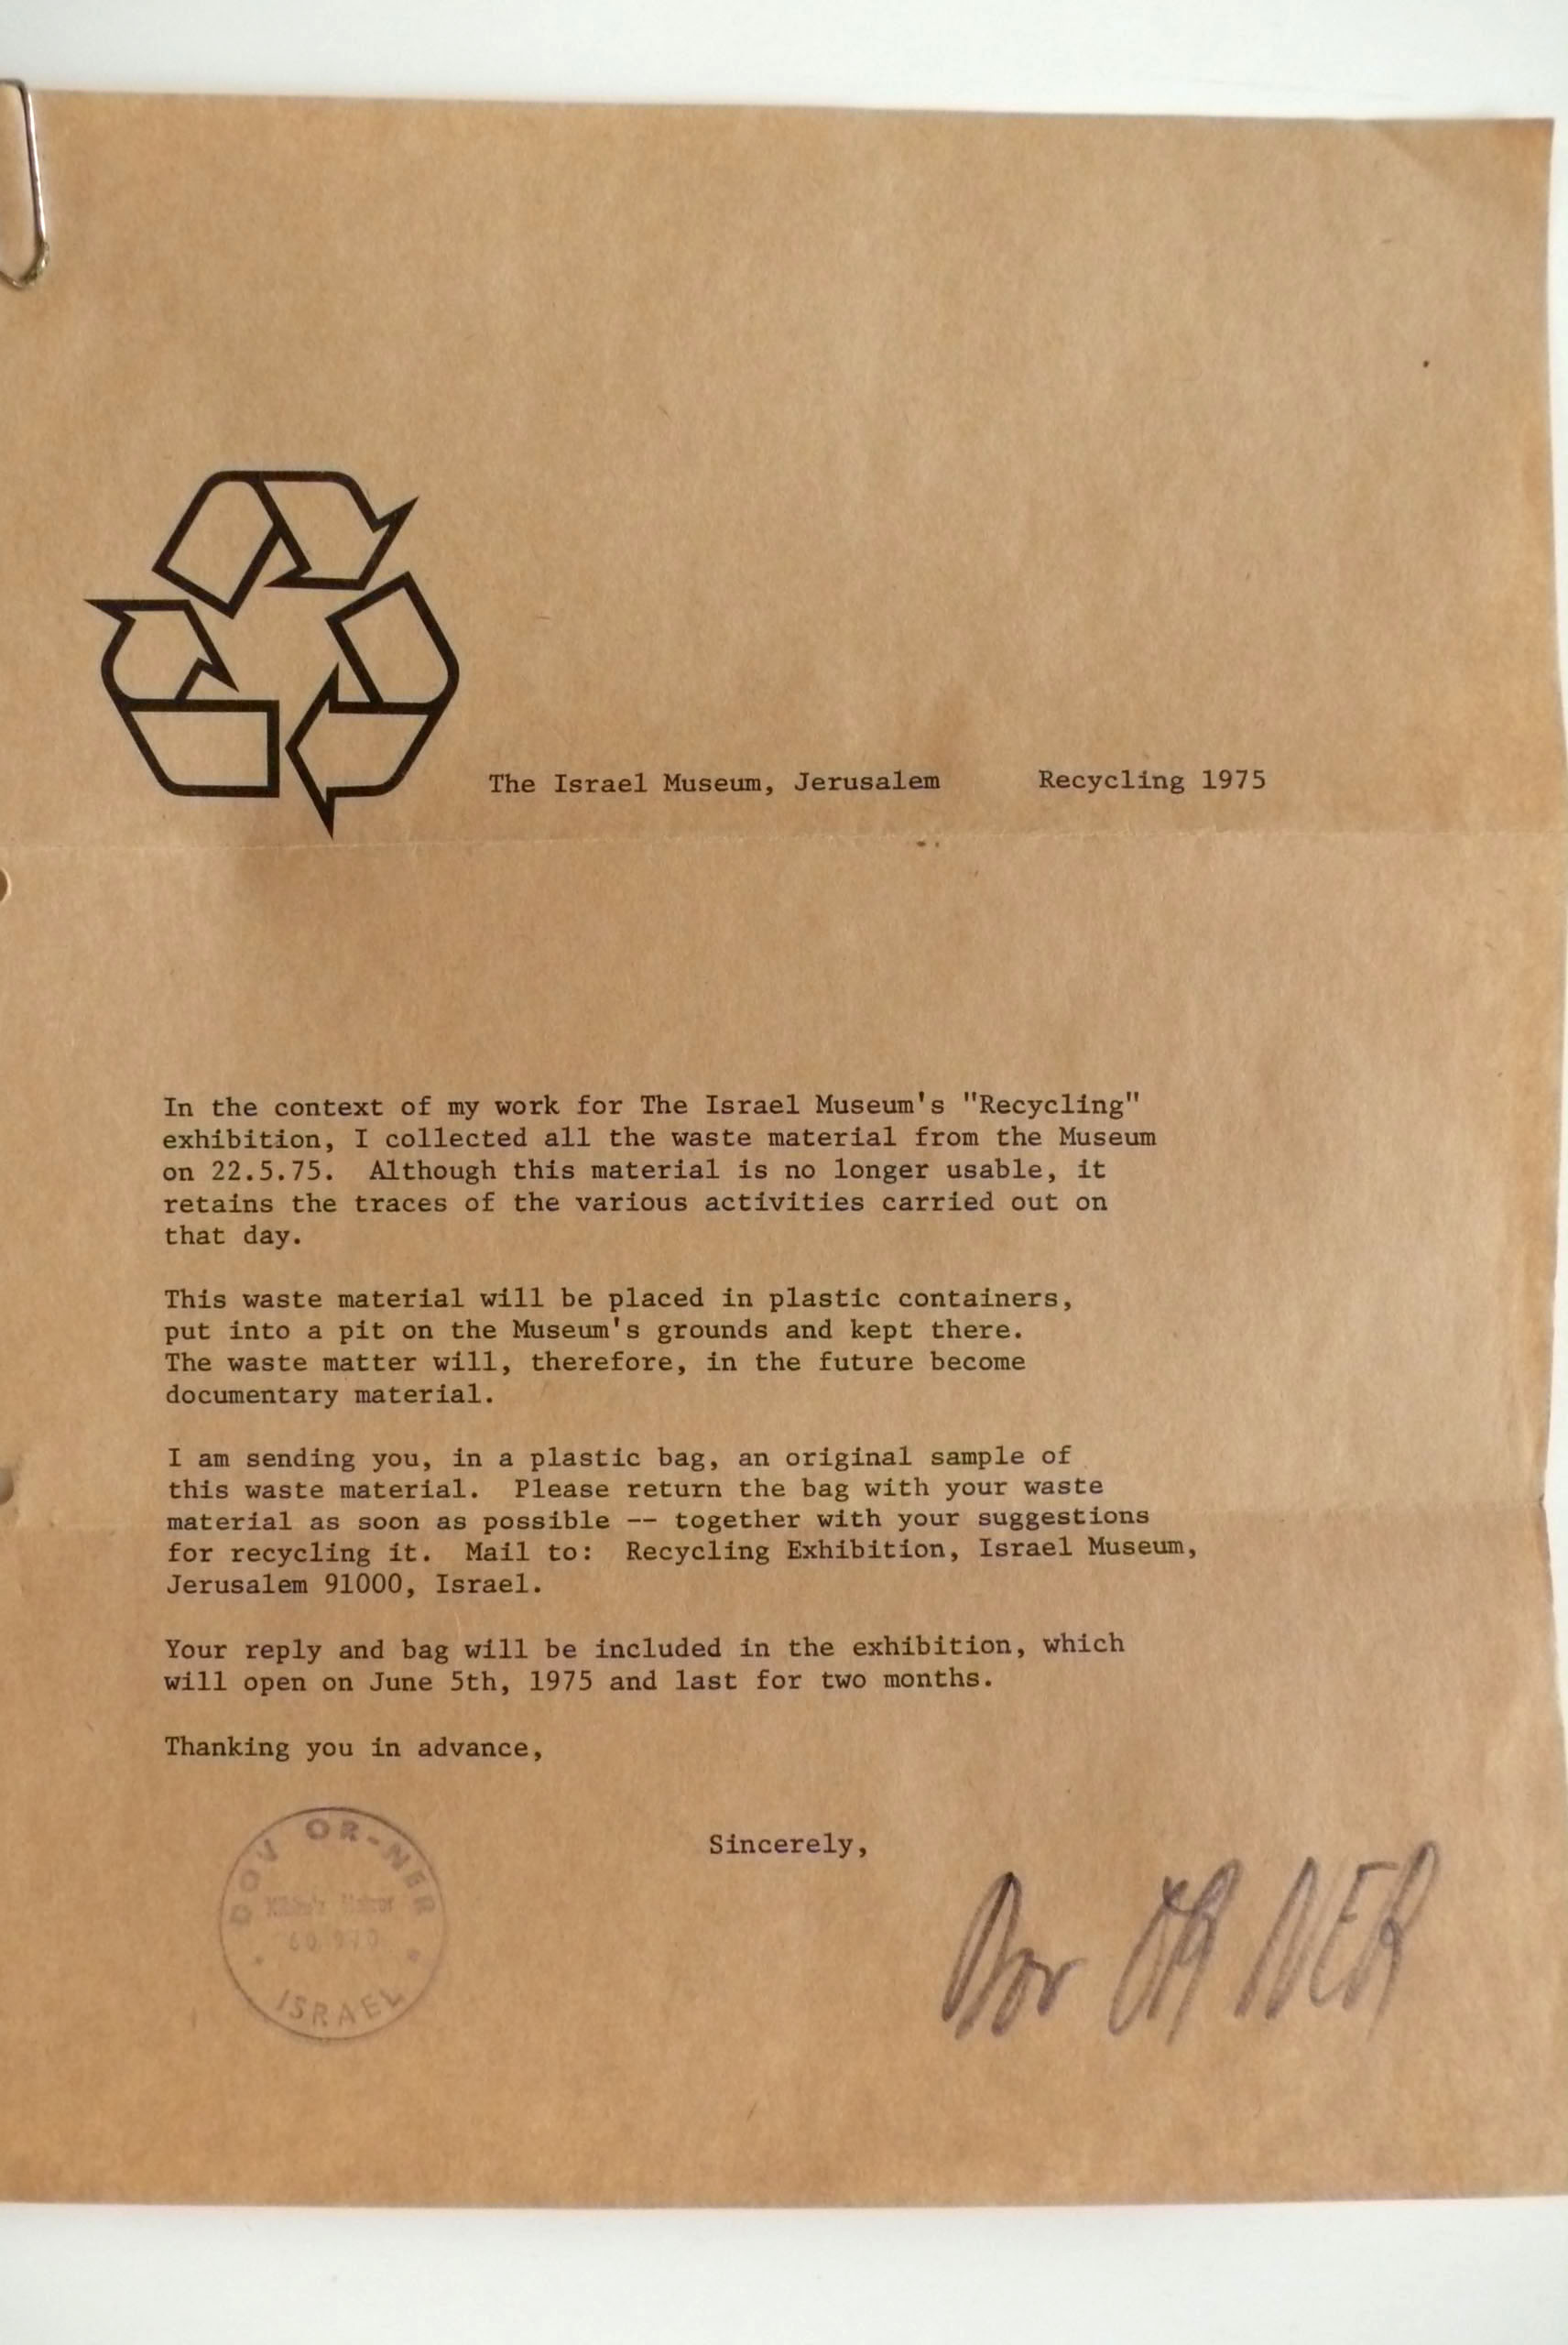 The Israel Museum, Jerusalem Recycling 1975
In the context of my work for The Israel Museum's "Recycling"
exhibition, I collected all the waste material from the Museum
on 22.5.75. Although this material is no longer usable, it
retains the traces of the various activities carried out on
that day.
This waste material will be placed in plastic containers,
put into a pit on the Museum's grounds and kept there.
The waste matter will, therefore, in the future become
documentary material.
I am sending you, in a plastic bag, an original sample of
this waste material. Please return the bag with your waste
material as soon as possible -- together with your suggestions
for recycling it. Mail to: Recycling Exhibition, Israel Museum,
Jerusalem 91000, Israel.
Your reply and bag will be included in the exhibition, which
will open on June 5th, 1975 and last for two months.
Thanking you in advance,
Sincerely,
DOV OR-NER
ISRAEL
Dov OR NER